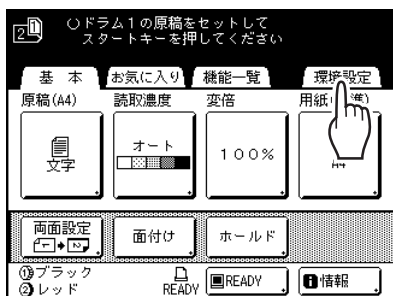 2 ○ドラム１の原稿をセットして
スタートキーを押してください
基 本 お気に入り 機能一覧 環境設定
原稿(A4) 読取濃度 変倍 用紙
文字 オート １００％
両面設定 面付け ホールド
①ブラック
②レッド READY READY 情報